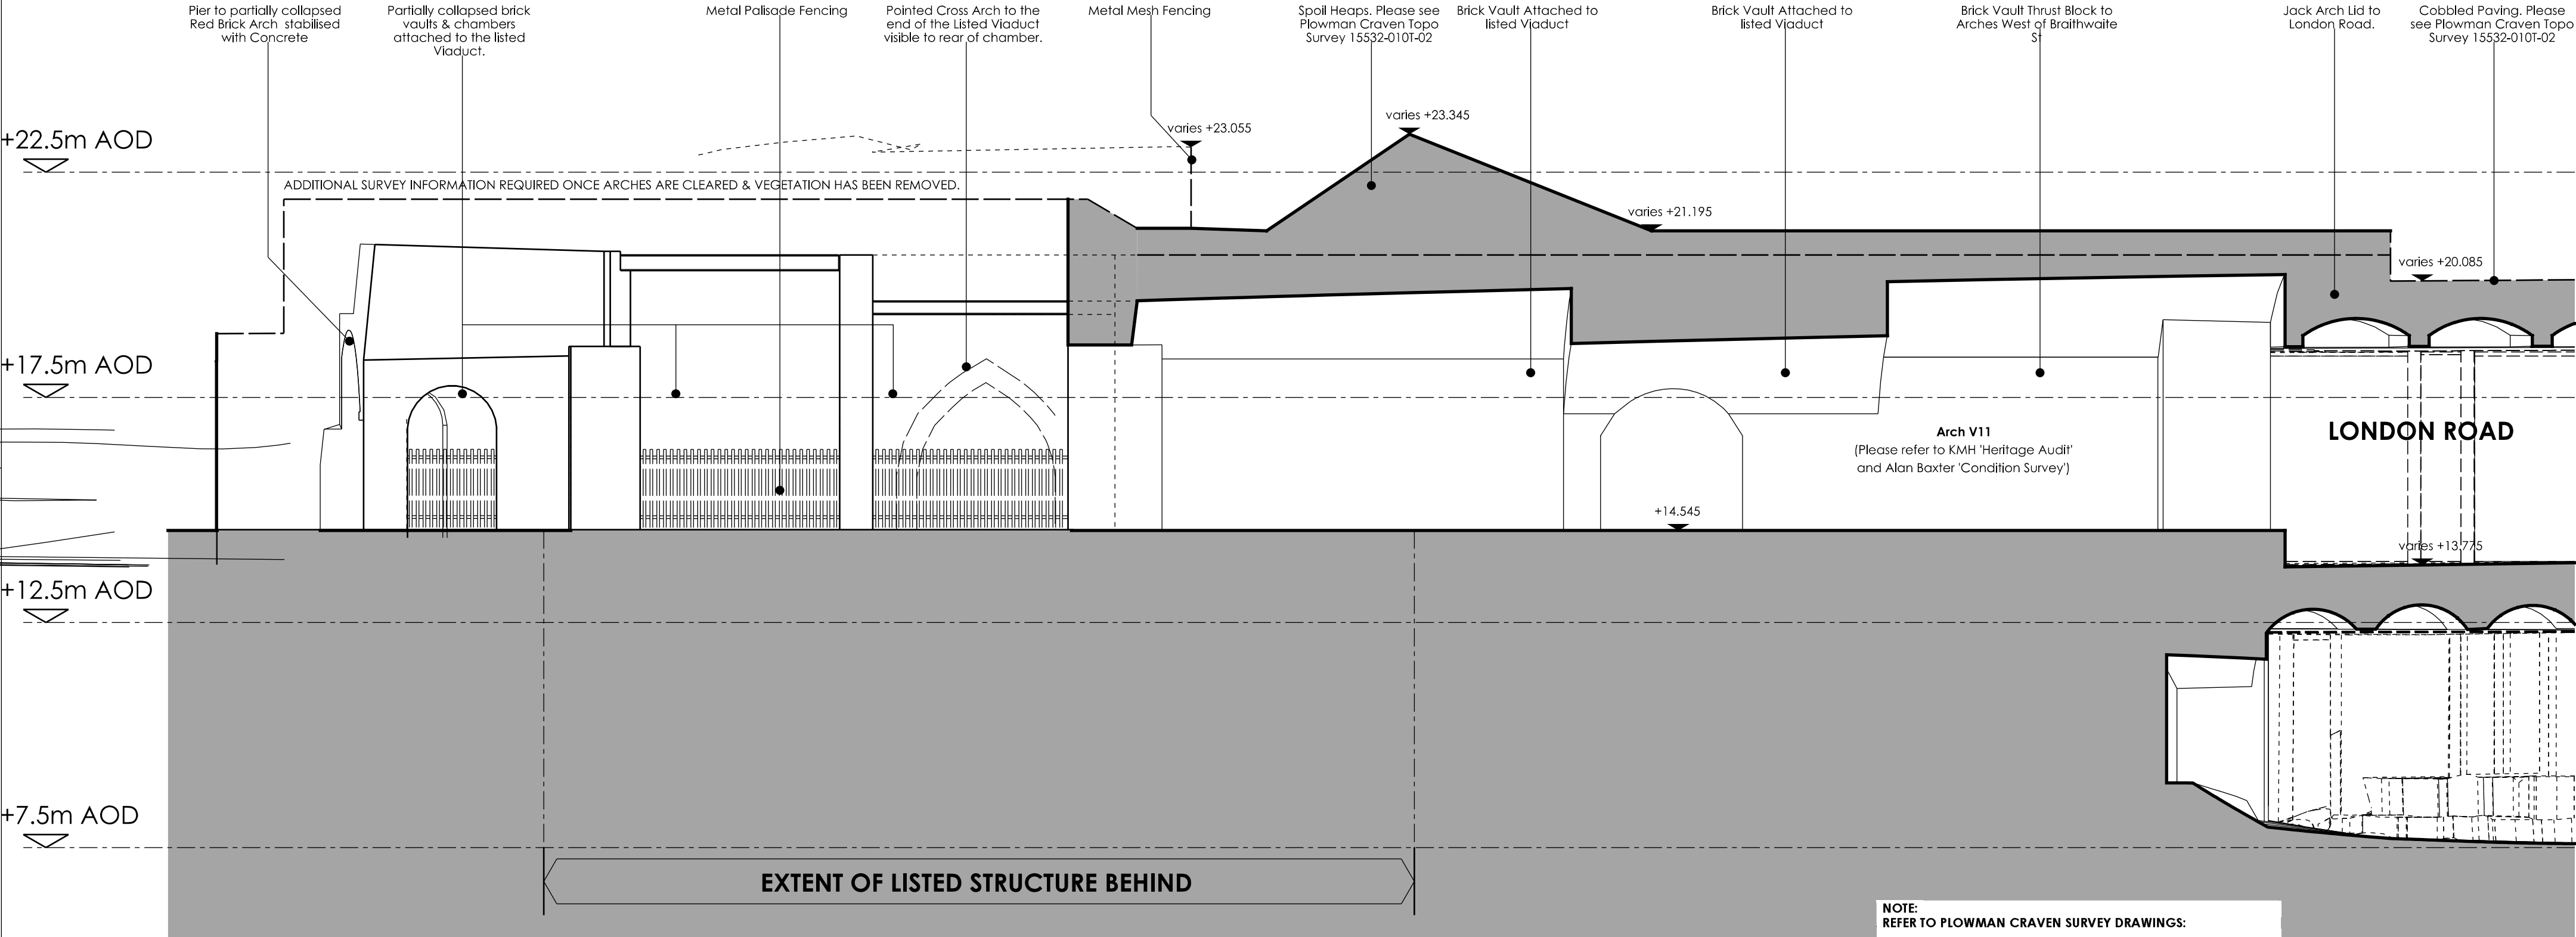 Pier to partially collapsed
Red Brick Arch stabilised
with Concrete
Partially collapsed brick
vaults & chambers
attached to the listed
Viaduct.
Metal Palisade Fencing
Pointed Cross Arch to the
end of the Listed Viaduct
visible to rear of chamber.
Metal Mesh Fencing
Spoil Heaps. Please see
Plowman Craven Topo
Survey 15532-010T-02
Brick Vault Attached to
listed Viaduct
Brick Vault Attached to
listed Viaduct
Brick Vault Thrust Block to
Arches West of Braithwaite
St
Jack Arch Lid to
London Road.
Cobbled Paving. Please
see Plowman Craven Topo
Survey 15532-010T-02
varies +23.345
varies +23.055
+22.5m AOD
ADDITIONAL SURVEY INFORMATION REQUIRED ONCE ARCHES ARE CLEARED & VEGETATION HAS BEEN REMOVED.
varies +21.195
varies +20.085
+17.5m AOD
LONDON ROAD
Arch V11
(Please refer to KMH 'Heritage Audit'
and Alan Baxter 'Condition Survey')
+14.545
varies +13.775
+12.5m AOD
+7.5m AOD
EXTENT OF LISTED STRUCTURE BEHIND
NOTE:
REFER TO PLOWMAN CRAVEN SURVEY DRAWINGS: